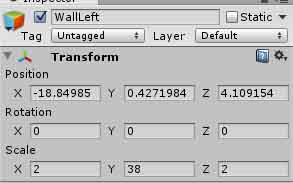 Inspector
WallLeft Static
Tag Untagged Layer Default
Transform
Position
X -18.84985 Y 0.4271984 Z 4.109154
Rotation
X 0 Y 0 Z 0
Scale
X 2 Y 38 Z 2